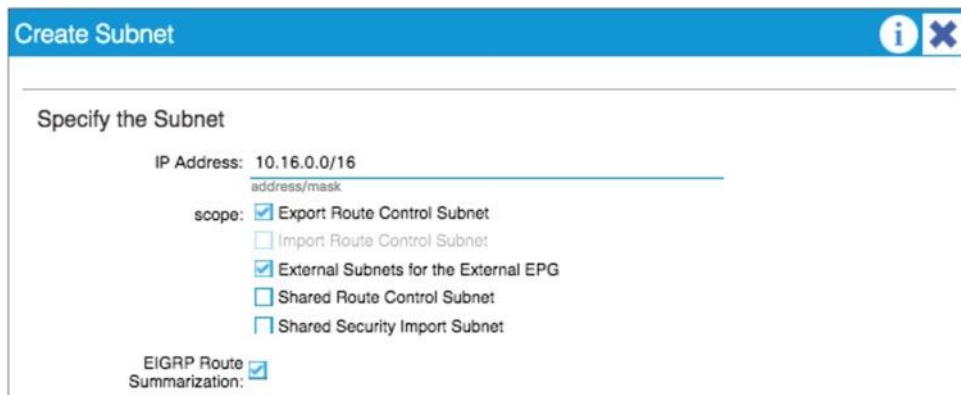 Create Subnet
i
Specify the Subnet
IP Address: 10.16.0.0/16
address/mask
scope: Export Route Control Subnet
Import Route Control Subnet
External Subnets for the External EPG
Shared Route Control Subnet
Shared Security Import Subnet
EIGRP Route
Summarization: